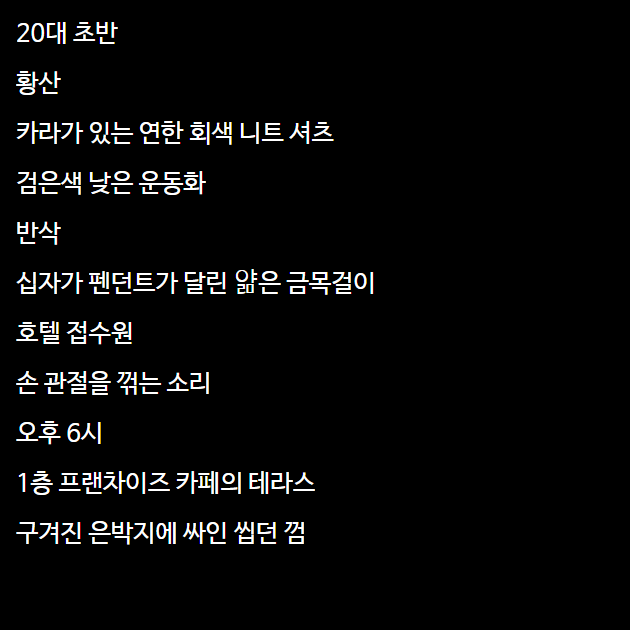 20대 초반
황산
카라가 있는 연한 회색 니트 셔츠
검은색 낮은 운동화
반삭
십자가 펜던트가 달린 얇은 금목걸이
호텔 접수원
손 관절을 꺾는 소리
오후 6시
1층 프랜차이즈 카페의 테라스
구겨진 은박지에 싸인 씹던 껌